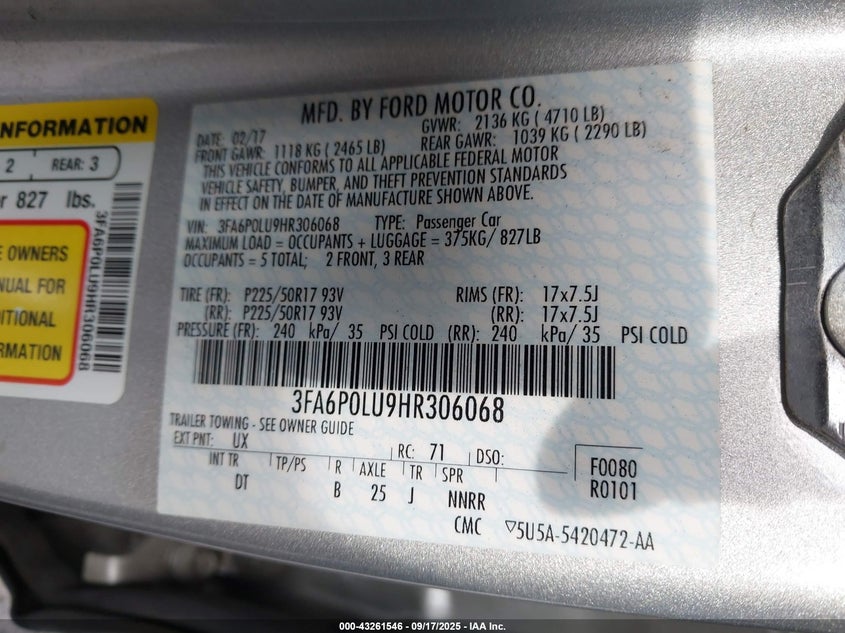 INFORMATION
2 REAR: 3
827 lbs.
OWNERS
FOR
3FA6P0LU9HR306068
MFD. BY FORD MOTOR CO.
DATE: 02/17 GVWR: 2136 KG ( 4710 LB)
FRONT GAWR: 1118 KG ( 2465 LB) REAR GAWR: 1039 KG ( 2290 LB)
THIS VEHICLE CONFORMS TO ALL APPLICABLE FEDERAL MOTOR
VEHICLE SAFETY, BUMPER, AND THEFT PREVENTION STANDARDS
IN EFFECT ON THE DATE OF MANUFACTURE SHOWN ABOVE.
VIN: 3FA6P0LU9HR306068 TYPE: Passenger Car
MAXIMUM LOAD = OCCUPANTS + LUGGAGE = 375KG/ 827LB
OCCUPANTS = 5 TOTAL; 2 FRONT, 3 REAR
TIRE (FR): P225/50R17 93V RIMS (FR): 17x7.5J
(RR): P225/50R17 93V (RR): 17x7.5J
PRESSURE (FR): 240 kPa/ 35 PSI COLD (RR): 240 kPa/ 35 PSI COLD
3FA6P0LU9HR306068
TRAILER TOWING - SEE OWNER GUIDE
EXT PNT: UX RC: 71 DSO: F0080
INT TR TP/PS R AXLE TR SPR R0101
DT B 25 J NNRR
CMC ▽5U5A-5420472-AA
000-43261546 - 09/17/2025 - IAA Inc.